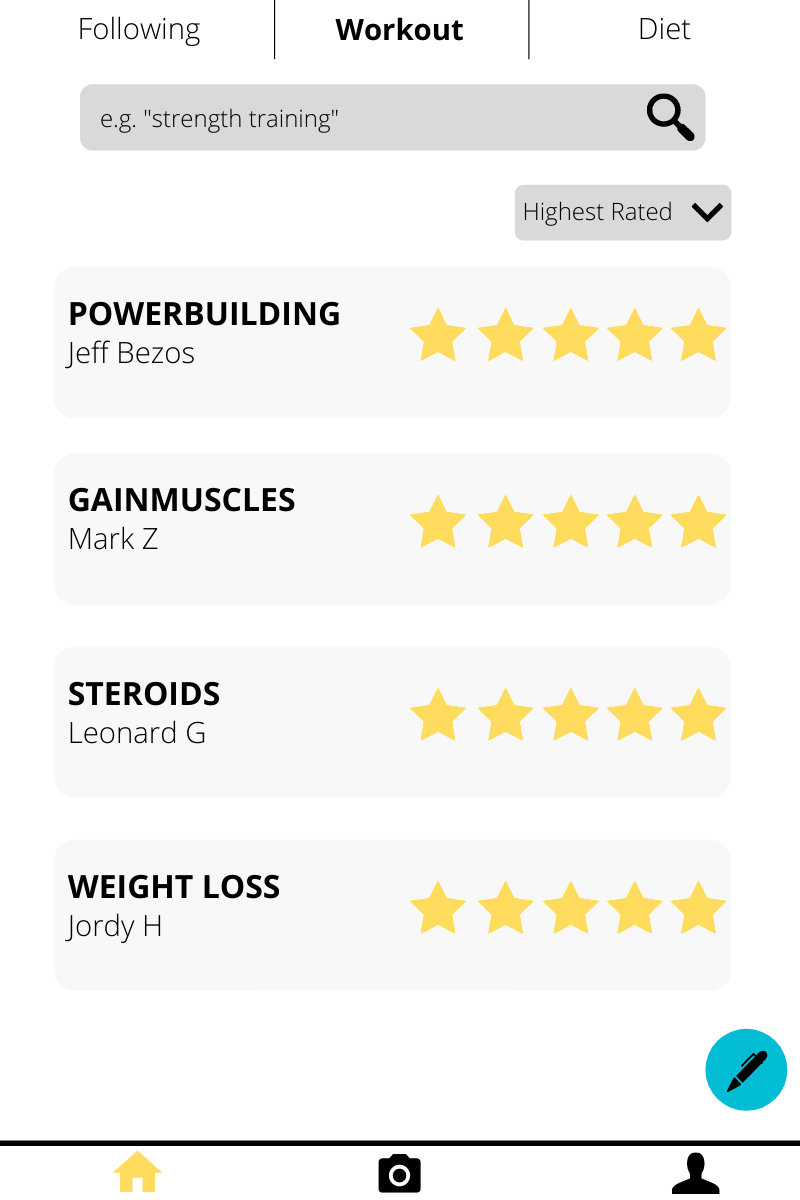 Following
Workout
Diet
e.g. "strength training"
Highest Rated
POWERBUILDING
Jeff Bezos
GAINMUSCLES
Mark Z
STEROIDS
Leonard G
WEIGHT LOSS
Jordy H